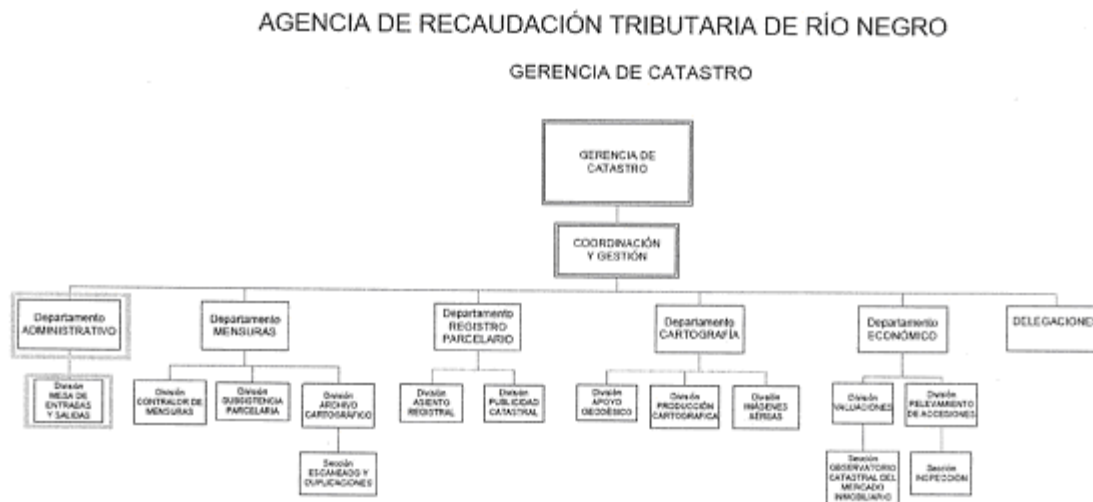 AGENCIA DE RECAUDACIÓN TRIBUTARIA DE RÍO NEGRO
GERENCIA DE CATASTRO
GERENCIA DE
CATASTRO
COORDINACIÓN
Y GESTIÓN
Departamento
ADMINISTRATIVO
Departamento
MENSURAS
Departamento
REGISTRO
PARCELARIO
Departamento
CARTOGRAFÍA
Departamento
ECONÓMICO
DELEGACIONE
División
MESA DE
ENTRADAS
Y SALIDAS
División
CONTRALOR DE
MENSURAS
División
SUBSISTENCIA
PARCELARIA
División
ARCHIVO
CARTOGRÁFICO
División
ASIENTO
REGISTRAL
División
PUBLICIDAD
CATASTRAL
División
APOYO
GEODÉSICO
División
PRODUCCIÓN
CARTOGRAFICA
División
IMÁGENES
AÉREAS
División
VALUACIONES
División
RELEVAMIENTO
DE ACCESIONES
Sección
ESCANEADO Y
DUPLICACIONES
Sección
OBSERVATORIO
CATASTRAL DEL
MERCADO
INMOBILIARIO
Sección
INSPECCIÓN